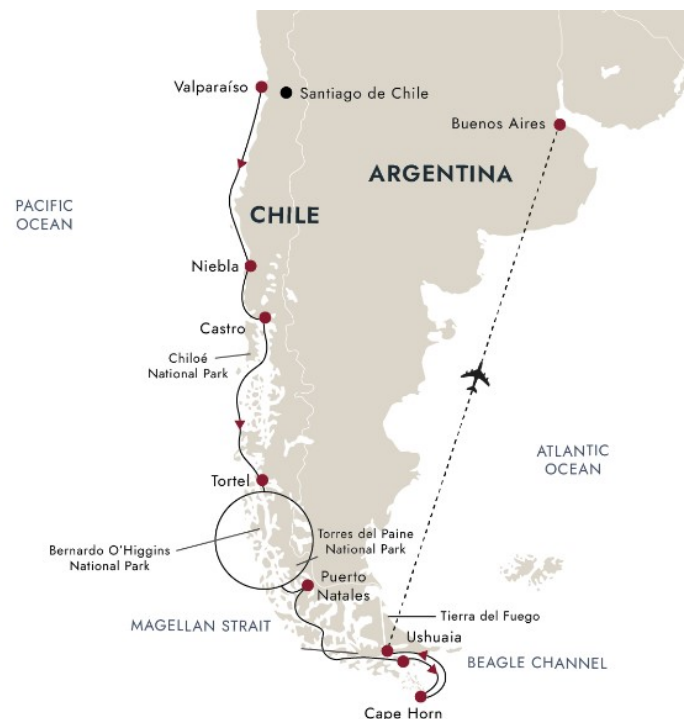 Valparaíso
Santiago de Chile
Buenos Aires
ARGENTINA
PACIFIC
OCEAN
CHILE
Niebla
Castro
Chiloé
National Park
ATLANTIC
OCEAN
Tortel
Bernardo O'Higgins
National Park
Torres del Paine
National Park
Puerto
Natales
MAGELLAN STRAIT
Tierra del Fuego
Ushuaia
BEAGLE CHANNEL
Cape Horn